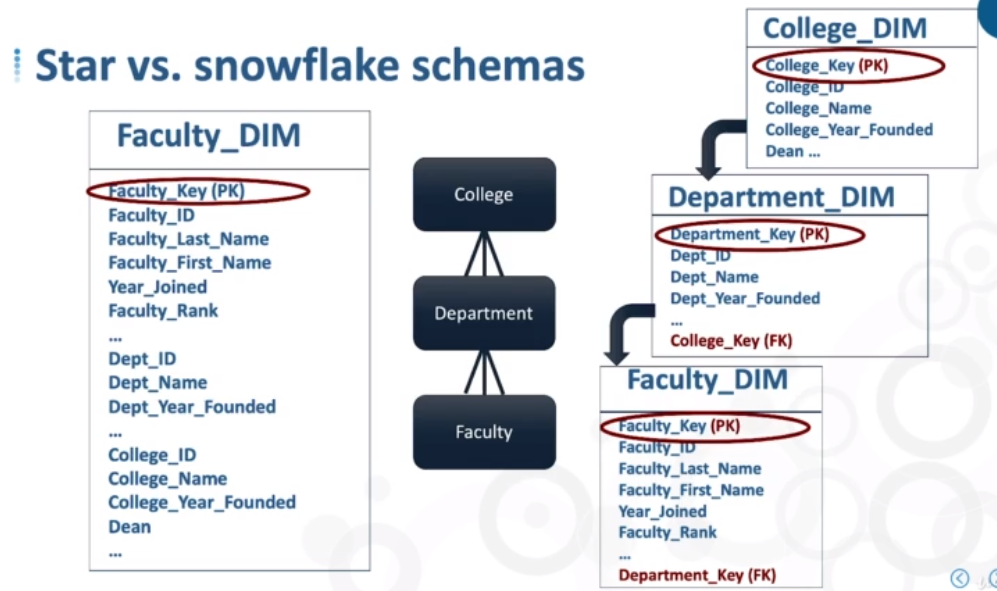 Star vs. snowflake schemas
Faculty_DIM
Faculty_Key (PK)
Faculty_ID
Faculty_Last_Name
Faculty_First_Name
Year_Joined
Faculty_Rank
...
Dept_ID
Dept_Name
Dept_Year_Founded
...
College_ID
College_Name
College_Year_Founded
Dean
...
College
Department
Faculty
College_DIM
College_Key (PK)
College_ID
College_Name
College_Year_Founded
Dean ...
Department_DIM
Department_Key (PK)
Dept_ID
Dept_Name
Dept_Year_Founded
...
College_Key (FK)
Faculty_DIM
Faculty_Key (PK)
Faculty_ID
Faculty_Last_Name
Faculty_First_Name
Year_Joined
Faculty_Rank
...
Department_Key (FK)